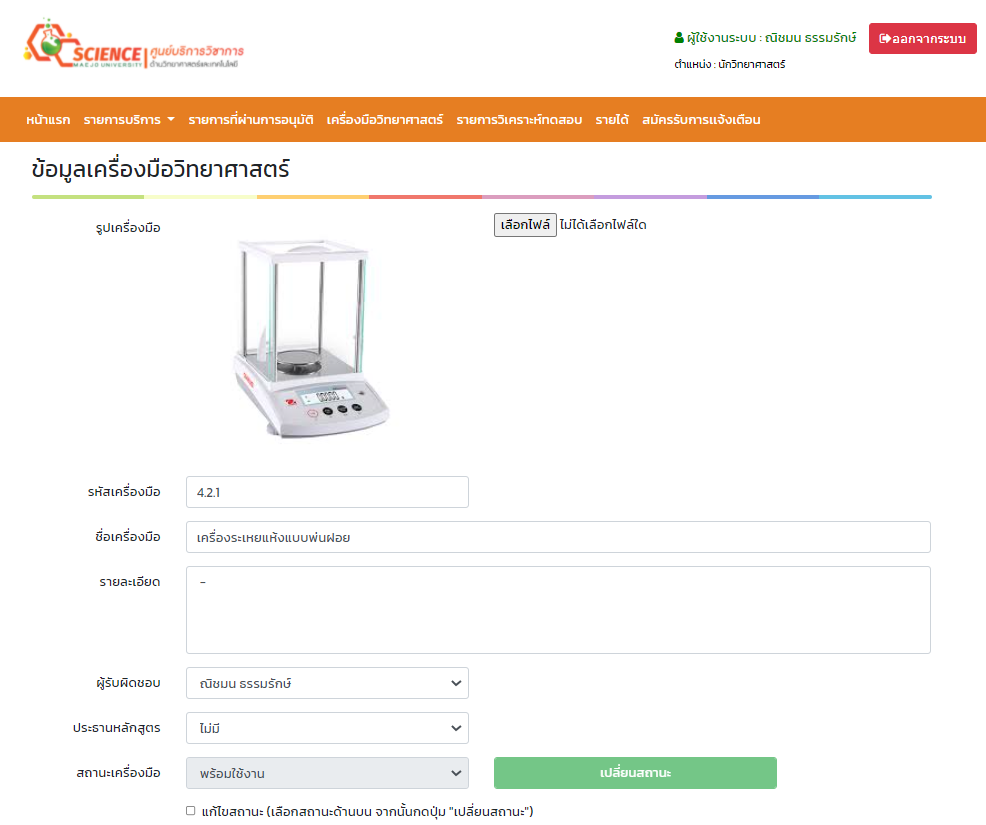 SCIENCE
MAEJO UNIVERSITY
ศูนย์บริการวิชาการ
ด้านวิทยาศาสตร์และเทคโนโลยี
ผู้ใช้งานระบบ : ณิชมน ธรรมรักษ์
ออกจากระบบ
ตำแหน่ง : นักวิทยาศาสตร์
หน้าแรก รายการบริการ รายการที่ผ่านการอนุมัติ เครื่องมือวิทยาศาสตร์ รายการวิเคราะห์ทดสอบ รายได้ สมัครรับการแจ้งเตือน
ข้อมูลเครื่องมือวิทยาศาสตร์
รูปเครื่องมือ
เลือกไฟล์ ไม่ได้เลือกไฟล์ใด
รหัสเครื่องมือ 4.2.1
ชื่อเครื่องมือ เครื่องระเหยแห้งแบบพ่นฝอย
รายละเอียด -
ผู้รับผิดชอบ ณิชมน ธรรมรักษ์
ประธานหลักสูตร ไม่มี
สถานะเครื่องมือ พร้อมใช้งาน เปลี่ยนสถานะ
แก้ไขสถานะ (เลือกสถานะด้านบน จากนั้นกดปุ่ม "เปลี่ยนสถานะ")